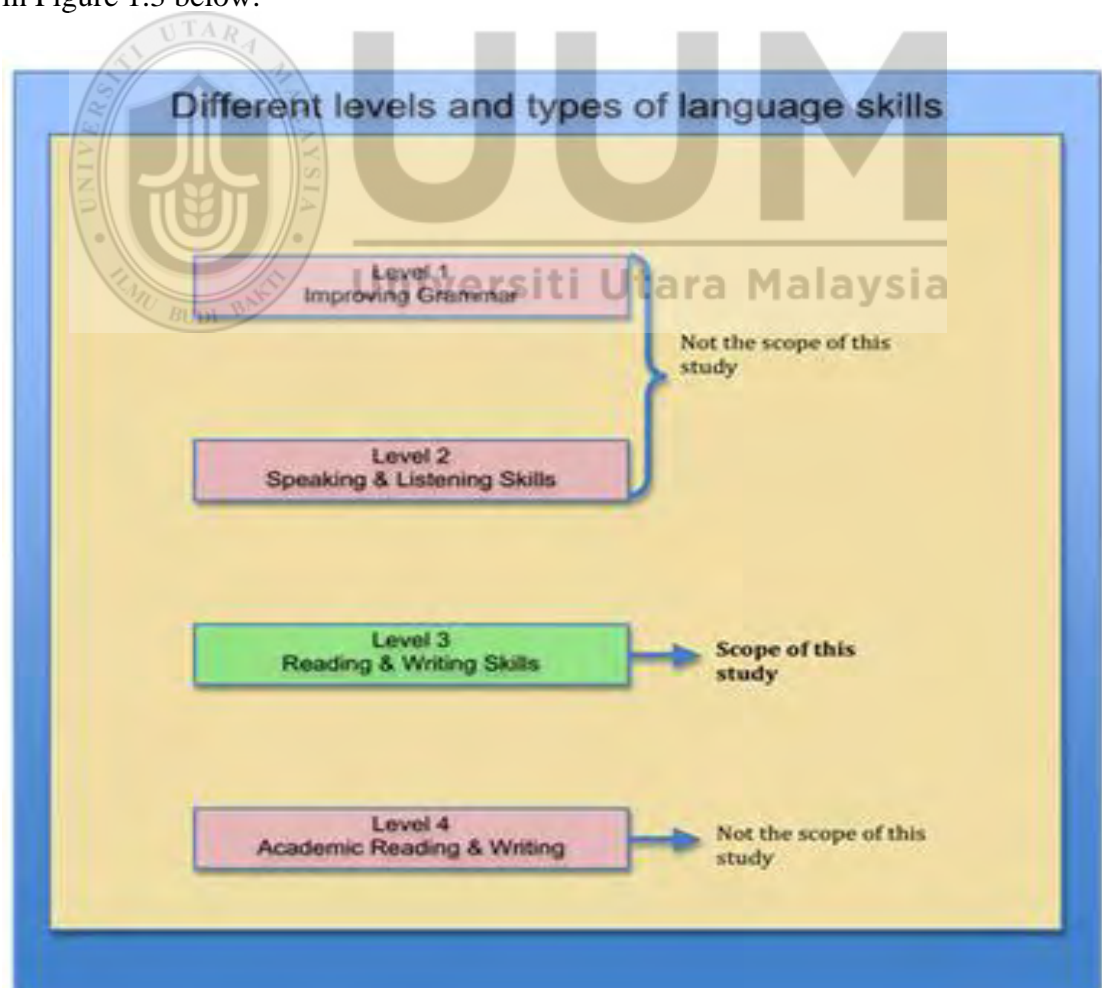 in Figure 1.3 below.
UNIVERSITI UTARA MALAYSIA
ILMU BUDI BAKTI
UUM
Universiti Utara Malaysia
Different levels and types of language skills
Level 1
Improving Grammar
Not the scope of this
study
Level 2
Speaking & Listening Skills
Level 3
Reading & Writing Skills
Scope of this
study
Level 4
Academic Reading & Writing
Not the scope of this
study